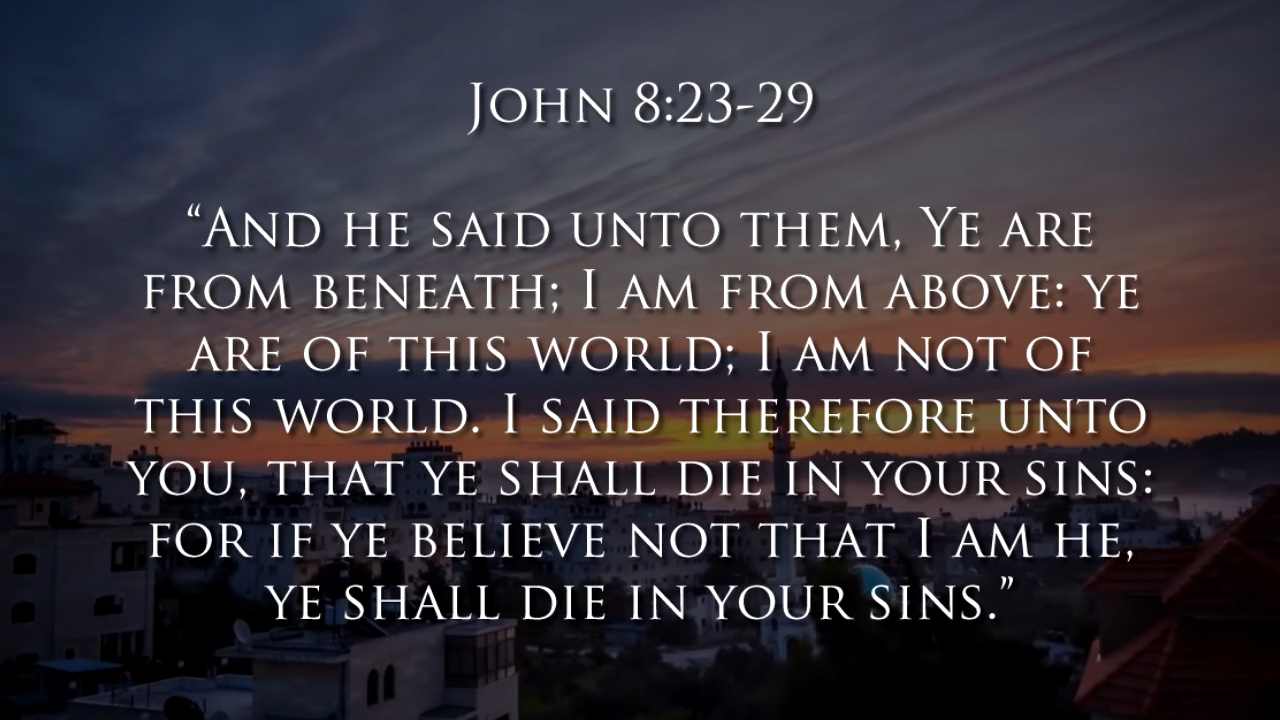 John 8:23-29
“And he said unto them, Ye are
from beneath; I am from above: ye
are of this world; I am not of
this world. I said therefore unto
you, that ye shall die in your sins:
for if ye believe not that I am he,
ye shall die in your sins.”